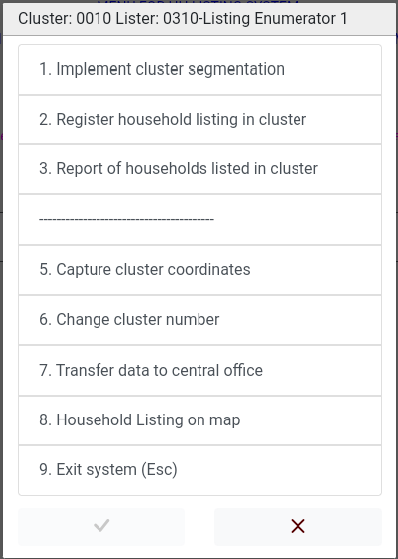 Cluster: 0010 Lister: 0310-Listing Enumerator 1
1. Implement cluster segmentation
2. Register household listing in cluster
3. Report of households listed in cluster
----------------------------------------
5. Capture cluster coordinates
6. Change cluster number
7. Transfer data to central office
8. Household Listing on map
9. Exit system (Esc)